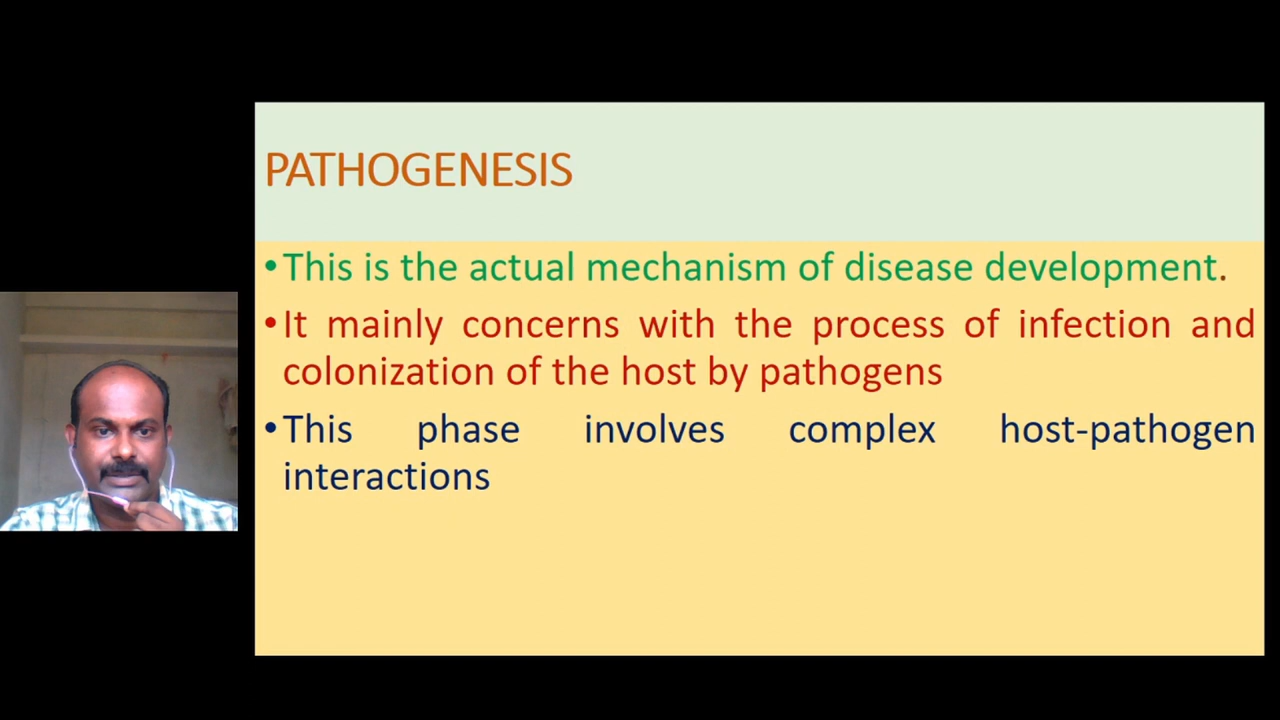 PATHOGENESIS
•This is the actual mechanism of disease development.
•It mainly concerns with the process of infection and
colonization of the host by pathogens
•This phase involves complex host-pathogen
interactions